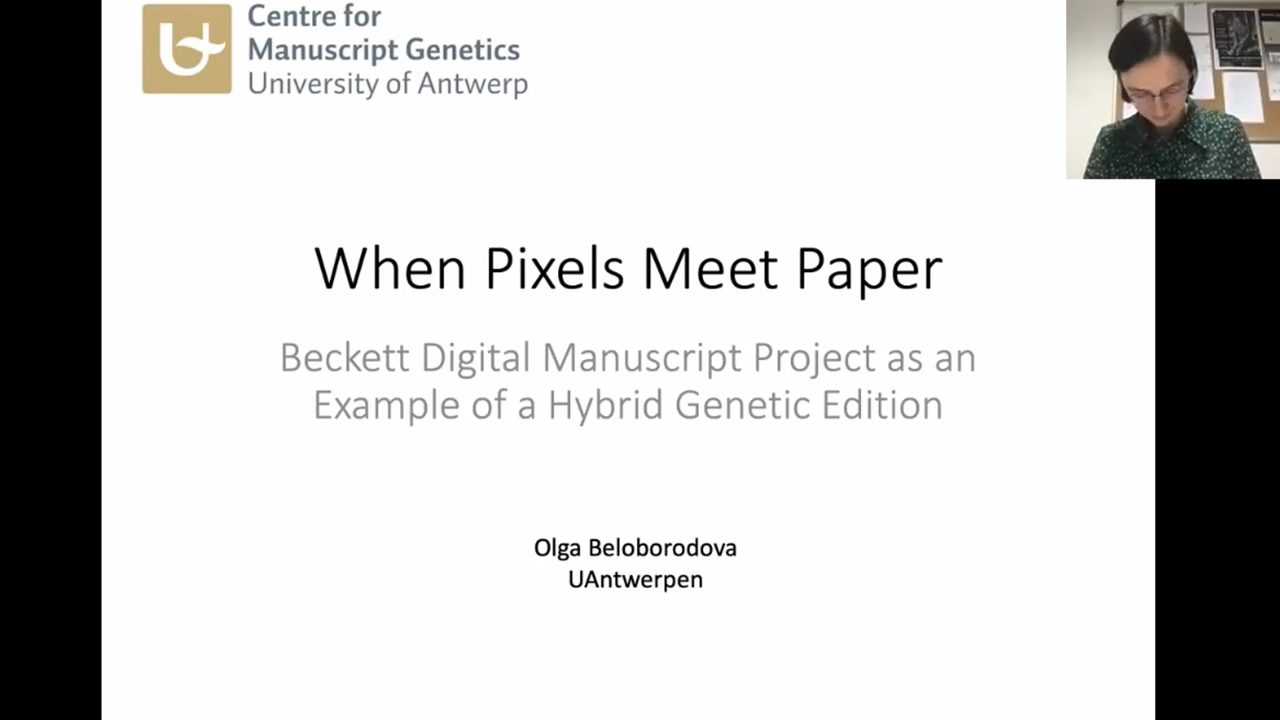 Centre for
Manuscript Genetics
University of Antwerp
When Pixels Meet Paper
Beckett Digital Manuscript Project as an
Example of a Hybrid Genetic Edition
Olga Beloborodova
UAntwerpen